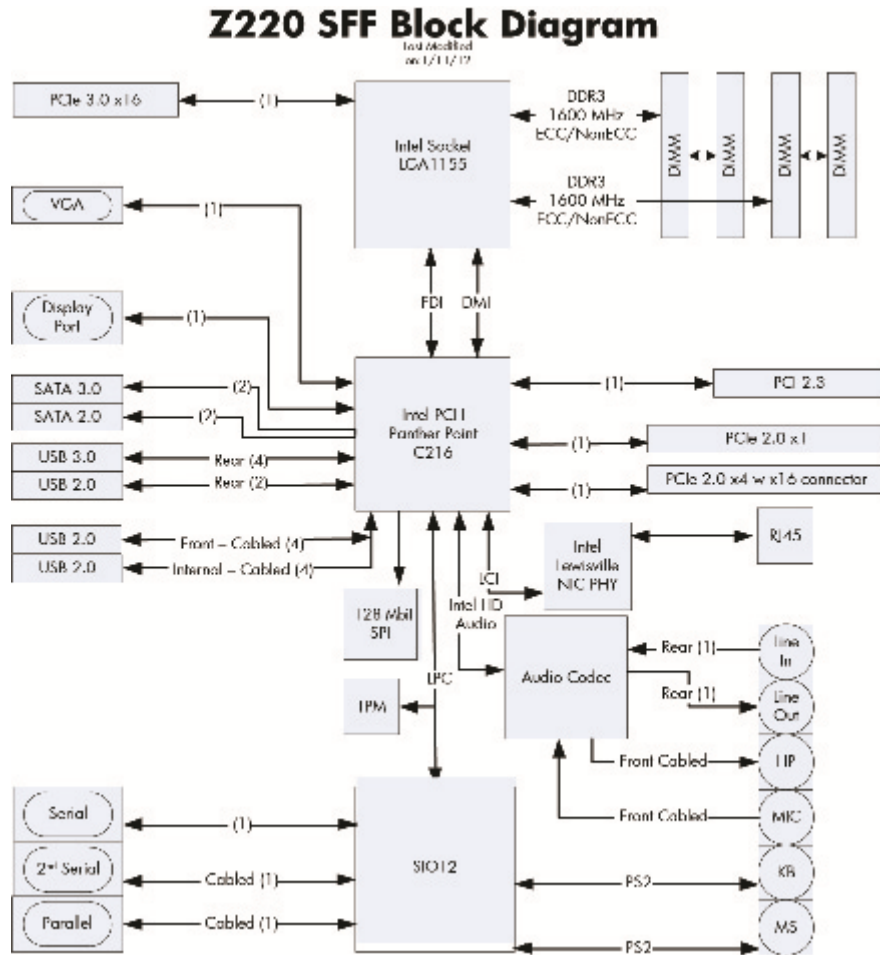 Z220 SFF Block Diagram
Last Modified
on 1/11/12
PCIe 3.0 x16
(1)
Intel Socket
LGA1155
DDR3
1600 MHz
ECC/NonECC
DIMM
DIMM
DIMM
DIMM
DDR3
1600 MHz
ECC/NonECC
VGA
(1)
FDI
DMI
Display
Port
(1)
SATA 3.0
(2)
SATA 2.0
(2)
Intel PCH
Panther Point
C216
(1)
PCI 2.3
(1)
PCIe 2.0 x1
USB 3.0
Rear (4)
USB 2.0
Rear (2)
(1)
PCIe 2.0 x4 w x16 connector
USB 2.0
Front – Cabled (4)
USB 2.0
Internal – Cabled (4)
LCI
Intel
Lewisville
NIC PHY
RJ45
128 Mbit
SPI
Intel HD
Audio
LPC
TPM
Audio Codec
Rear (1)
Line
In
Rear (1)
Line
Out
Front Cabled
HP
Front Cabled
MIC
Serial
(1)
2nd Serial
Cabled (1)
Parallel
Cabled (1)
SIO12
PS2
KB
PS2
MS